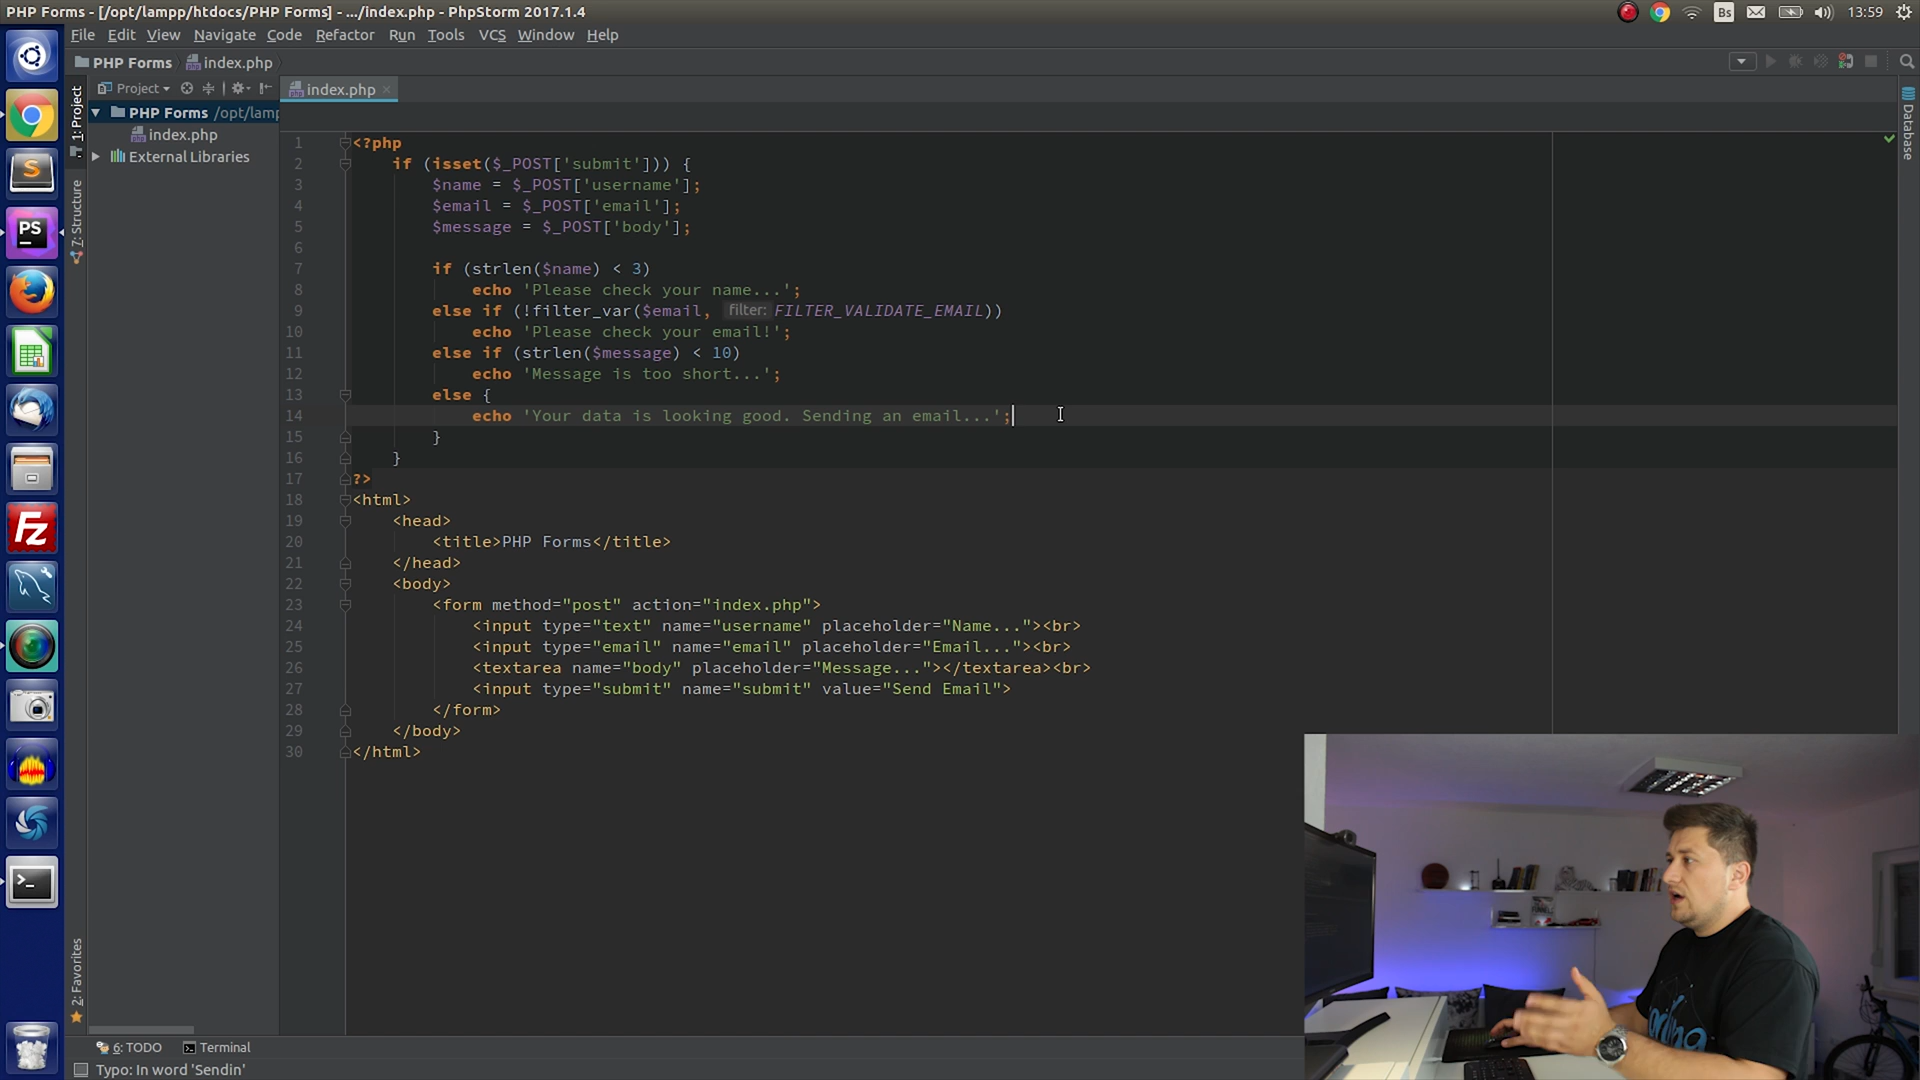 PHP Forms - [/opt/lampp/htdocs/PHP Forms] - .../index.php - PhpStorm 2017.1.4
Bs
13:59
File Edit View Navigate Code Refactor Run Tools VCS Window Help
PHP Forms index.php
Project
index.php
1: Project
PHP Forms /opt/lamp
index.php
External Libraries
7: Structure
Database
2: Favorites
1 <?php
2 if (isset($_POST['submit'])) {
3 $name = $_POST['username'];
4 $email = $_POST['email'];
5 $message = $_POST['body'];
6
7 if (strlen($name) < 3)
8 echo 'Please check your name...';
9 else if (!filter_var($email, filter: FILTER_VALIDATE_EMAIL))
10 echo 'Please check your email!';
11 else if (strlen($message) < 10)
12 echo 'Message is too short...';
13 else {
14 echo 'Your data is looking good. Sending an email...';
15 }
16 }
17 ?>
18 <html>
19 <head>
20 <title>PHP Forms</title>
21 </head>
22 <body>
23 <form method="post" action="index.php">
24 <input type="text" name="username" placeholder="Name..."><br>
25 <input type="email" name="email" placeholder="Email..."><br>
26 <textarea name="body" placeholder="Message..."></textarea><br>
27 <input type="submit" name="submit" value="Send Email">
28 </form>
29 </body>
30 </html>
S
PS
Fz
6: TODO Terminal
Typo: In word 'Sendin'